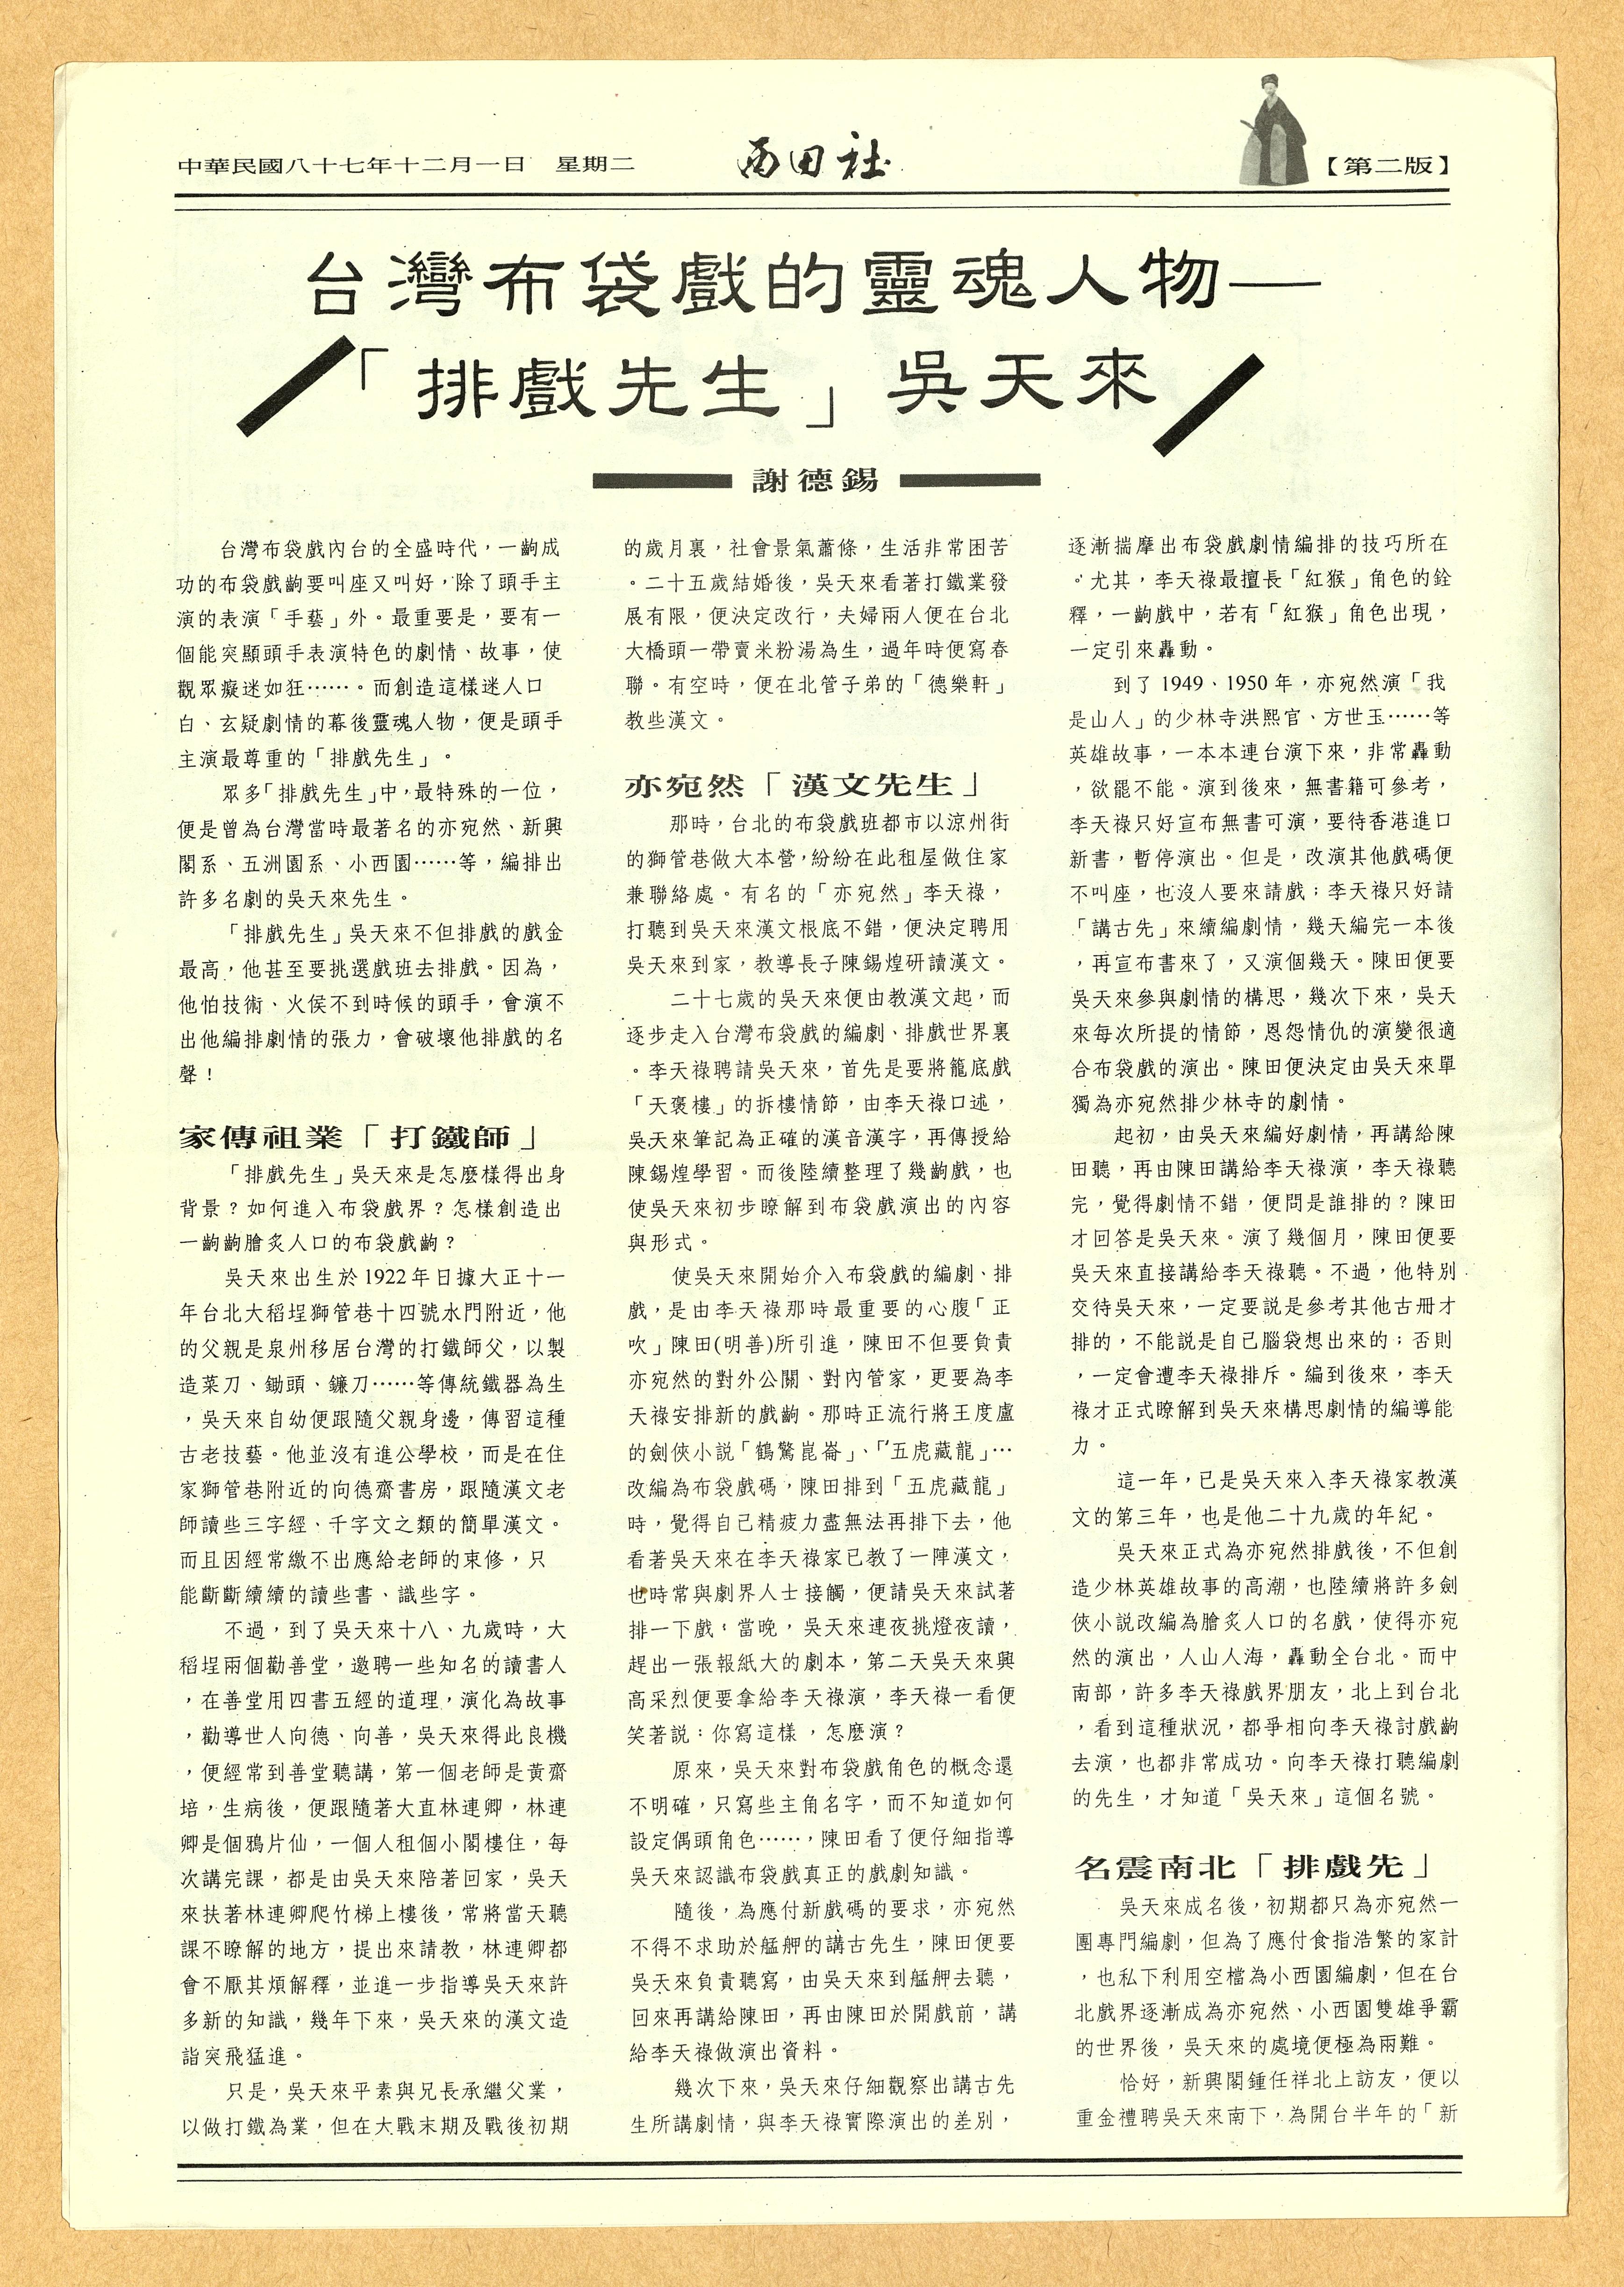 中華民國八十七年十二月一日　星期二
西田社
【第二版】
台灣布袋戲的靈魂人物—
「排戲先生」吳天來
謝德錫
台灣布袋戲內台的全盛時代，一齣成
功的布袋戲齣要叫座又叫好，除了頭手主
演的表演「手藝」外。最重要是，要有一
個能突顯頭手表演特色的劇情、故事，使
觀眾癡迷如狂……。而創造這樣迷人口
白、玄疑劇情的幕後靈魂人物，便是頭手
主演最尊重的「排戲先生」。
眾多「排戲先生」中，最特殊的一位，
便是曾為台灣當時最著名的亦宛然、新興
閣系、五洲園系、小西園……等，編排出
許多名劇的吳天來先生。
「排戲先生」吳天來不但排戲的戲金
最高，他甚至要挑選戲班去排戲。因為，
他怕技術、火侯不到時候的頭手，會演不
出他編排劇情的張力，會破壞他排戲的名
聲！
家傳祖業「打鐵師」
「排戲先生」吳天來是怎麼樣得出身
背景？如何進入布袋戲界？怎樣創造出
一齣齣膾炙人口的布袋戲齣？
吳天來出生於1922年日據大正十一
年台北大稻埕獅管巷十四號水門附近，他
的父親是泉州移居台灣的打鐵師父，以製
造菜刀、鋤頭、鐮刀……等傳統鐵器為生
，吳天來自幼便跟隨父親身邊，傳習這種
古老技藝。他並沒有進公學校，而是在住
家獅管巷附近的向德齋書房，跟隨漢文老
師讀些三字經、千字文之類的簡單漢文。
而且因經常繳不出應給老師的束修，只
能斷斷續續的讀些書、識些字。
不過，到了吳天來十八、九歲時，大
稻埕兩個勸善堂，邀聘一些知名的讀書人
，在善堂用四書五經的道理，演化為故事
，勸導世人向德、向善，吳天來得此良機
，便經常到善堂聽講，第一個老師是黃齋
培，生病後，便跟隨著大直林連卿，林連
卿是個鴉片仙，一個人租個小閣樓住，每
次講完課，都是由吳天來陪著回家，吳天
來扶著林連卿爬竹梯上樓後，常將當天聽
課不瞭解的地方，提出來請教，林連卿都
會不厭其煩解釋，並進一步指導吳天來許
多新的知識，幾年下來，吳天來的漢文造
詣突飛猛進。
只是，吳天來平素與兄長承繼父業，
以做打鐵為業，但在大戰末期及戰後初期
的歲月裏，社會景氣蕭條，生活非常困苦
。二十五歲結婚後，吳天來看著打鐵業發
展有限，便決定改行，夫婦兩人便在台北
大橋頭一帶賣米粉湯為生，過年時便寫春
聯。有空時，便在北管子弟的「德樂軒」
教些漢文。
亦宛然「漢文先生」
那時，台北的布袋戲班都市以涼州街
的獅管巷做大本營，紛紛在此租屋做住家
兼聯絡處。有名的「亦宛然」李天祿，
打聽到吳天來漢文根底不錯，便決定聘用
吳天來到家，教導長子陳錫煌研讀漢文。
二十七歲的吳天來便由教漢文起，而
逐步走入台灣布袋戲的編劇、排戲世界裏
。李天祿聘請吳天來，首先是要將籠底戲
「天褒樓」的拆樓情節，由李天祿口述，
吳天來筆記為正確的漢音漢字，再傳授給
陳錫煌學習。而後陸續整理了幾齣戲，也
使吳天來初步瞭解到布袋戲演出的內容
與形式。
使吳天來開始介入布袋戲的編劇、排
戲，是由李天祿那時最重要的心腹「正
吹」陳田(明善)所引進，陳田不但要負責
亦宛然的對外公關、對內管家，更要為李
天祿安排新的戲齣。那時正流行將王度盧
的劍俠小說「鶴驚崑崙」、「五虎藏龍」…
改編為布袋戲碼，陳田排到「五虎藏龍」
時，覺得自己精疲力盡無法再排下去，他
看著吳天來在李天祿家已教了一陣漢文，
也時常與劇界人士接觸，便請吳天來試著
排一下戲；當晚，吳天來連夜挑燈夜讀，
趕出一張報紙大的劇本，第二天吳天來興
高采烈便要拿給李天祿演，李天祿一看便
笑著說：你寫這樣，怎麼演？
原來，吳天來對布袋戲角色的概念還
不明確，只寫些主角名字，而不知道如何
設定偶頭角色……，陳田看了便仔細指導
吳天來認識布袋戲真正的戲劇知識。
隨後，為應付新戲碼的要求，亦宛然
不得不求助於艋舺的講古先生，陳田便要
吳天來負責聽寫，由吳天來到艋舺去聽，
回來再講給陳田，再由陳田於開戲前，講
給李天祿做演出資料。
幾次下來，吳天來仔細觀察出講古先
生所講劇情，與李天祿實際演出的差別，
逐漸揣摩出布袋戲劇情編排的技巧所在
。尤其，李天祿最擅長「紅猴」角色的銓
釋，一齣戲中，若有「紅猴」角色出現，
一定引來轟動。
到了1949、1950年，亦宛然演「我
是山人」的少林寺洪熙官、方世玉……等
英雄故事，一本本連台演下來，非常轟動
，欲罷不能。演到後來，無書籍可參考，
李天祿只好宣布無書可演，要待香港進口
新書，暫停演出。但是，改演其他戲碼便
不叫座，也沒人要來請戲；李天祿只好請
「講古先」來續編劇情，幾天編完一本後
，再宣布書來了，又演個幾天。陳田便要
吳天來參與劇情的構思，幾次下來，吳天
來每次所提的情節，恩怨情仇的演變很適
合布袋戲的演出。陳田便決定由吳天來單
獨為亦宛然排少林寺的劇情。
起初，由吳天來編好劇情，再講給陳
田聽，再由陳田講給李天祿演，李天祿聽
完，覺得劇情不錯，便問是誰排的？陳田
才回答是吳天來。演了幾個月，陳田便要
吳天來直接講給李天祿聽。不過，他特別
交待吳天來，一定要說是參考其他古冊才
排的，不能說是自己腦袋想出來的；否則
，一定會遭李天祿排斥。編到後來，李天
祿才正式瞭解到吳天來構思劇情的編導能
力。
這一年，已是吳天來入李天祿家教漢
文的第三年，也是他二十九歲的年紀。
吳天來正式為亦宛然排戲後，不但創
造少林英雄故事的高潮，也陸續將許多劍
俠小說改編為膾炙人口的名戲，使得亦宛
然的演出，人山人海，轟動全台北。而中
南部，許多李天祿戲界朋友，北上到台北
，看到這種狀況，都爭相向李天祿討戲齣
去演，也都非常成功。向李天祿打聽編劇
的先生，才知道「吳天來」這個名號。
名震南北「排戲先」
吳天來成名後，初期都只為亦宛然一
團專門編劇，但為了應付食指浩繁的家計
，也私下利用空檔為小西園編劇，但在台
北戲界逐漸成為亦宛然、小西園雙雄爭霸
的世界後，吳天來的處境便極為兩難。
恰好，新興閣鍾任祥北上訪友，便以
重金禮聘吳天來南下，為開台半年的「新